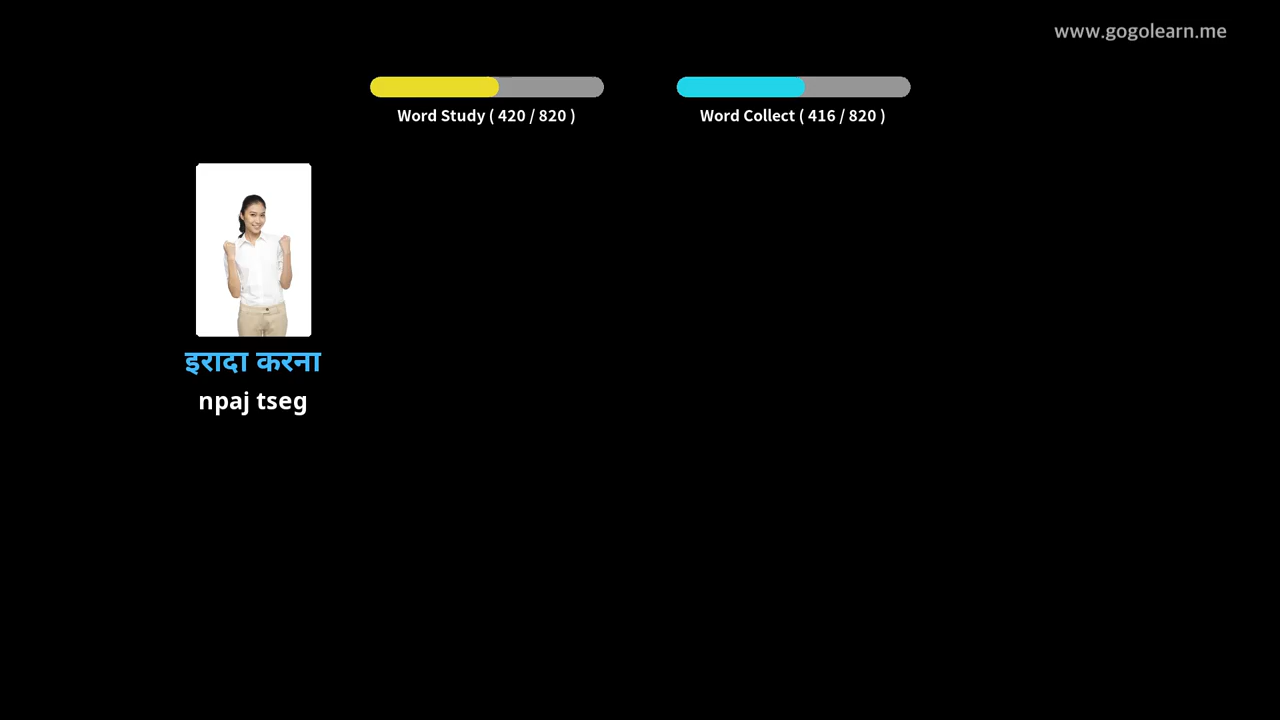 www.gogolearn.me
Word Study ( 420 / 820 )
Word Collect ( 416 / 820 )
इरादा करना
npaj tseg